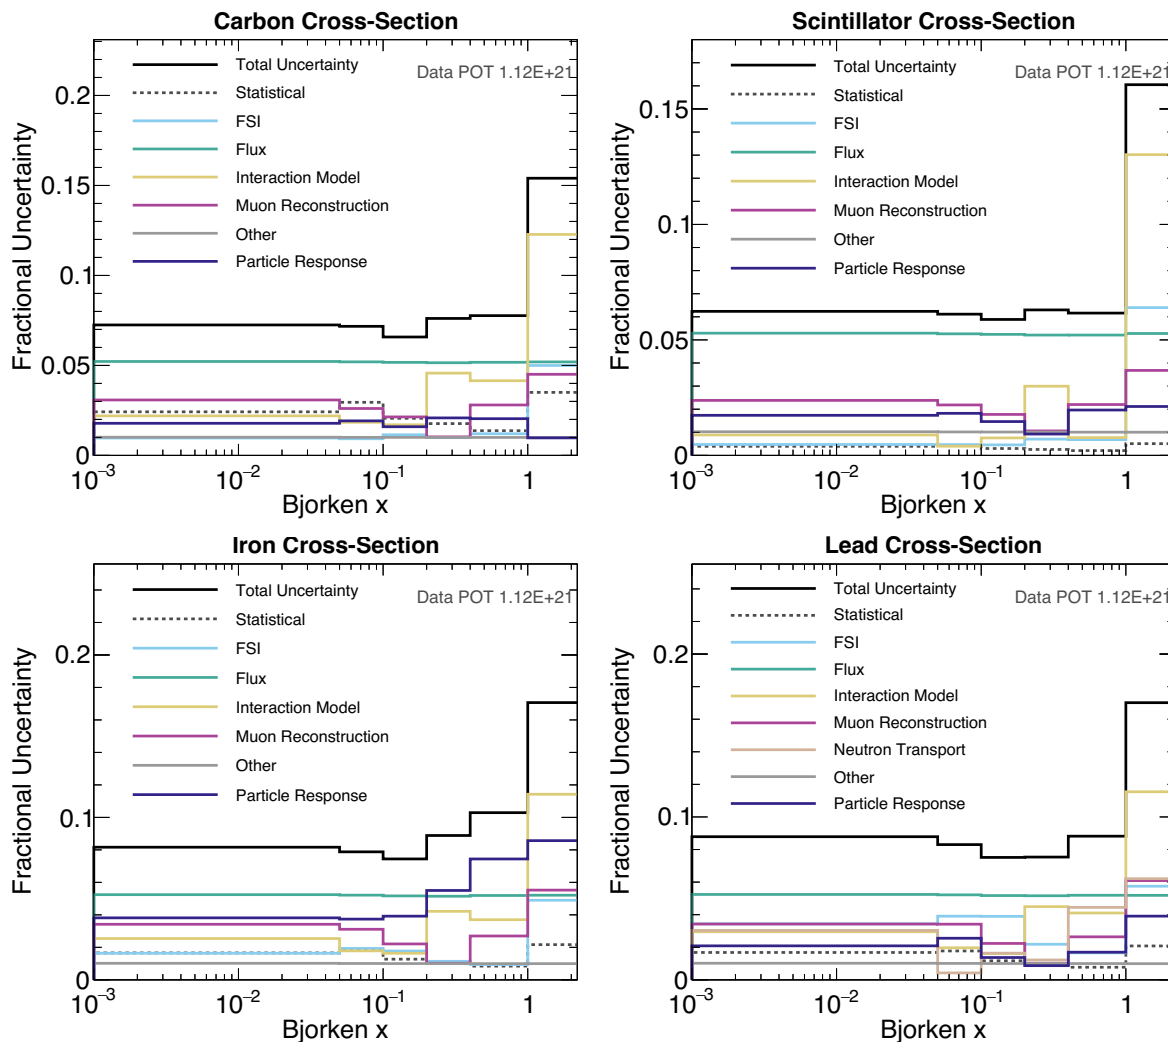 Carbon Cross-Section
Data POT 1.12E+21
Total Uncertainty
Statistical
FSI
Flux
Interaction Model
Muon Reconstruction
Other
Particle Response
Fractional Uncertainty
0.2
0.15
0.1
0.05
0
10⁻³ 10⁻² 10⁻¹ 1
Bjorken x
Scintillator Cross-Section
Data POT 1.12E+21
Total Uncertainty
Statistical
FSI
Flux
Interaction Model
Muon Reconstruction
Other
Particle Response
Fractional Uncertainty
0.15
0.1
0.05
0
10⁻³ 10⁻² 10⁻¹ 1
Bjorken x
Iron Cross-Section
Data POT 1.12E+21
Total Uncertainty
Statistical
FSI
Flux
Interaction Model
Muon Reconstruction
Other
Particle Response
Fractional Uncertainty
0.2
0.1
0
10⁻³ 10⁻² 10⁻¹ 1
Bjorken x
Lead Cross-Section
Data POT 1.12E+21
Total Uncertainty
Statistical
FSI
Flux
Interaction Model
Muon Reconstruction
Neutron Transport
Other
Particle Response
Fractional Uncertainty
0.2
0.1
0
10⁻³ 10⁻² 10⁻¹ 1
Bjorken x